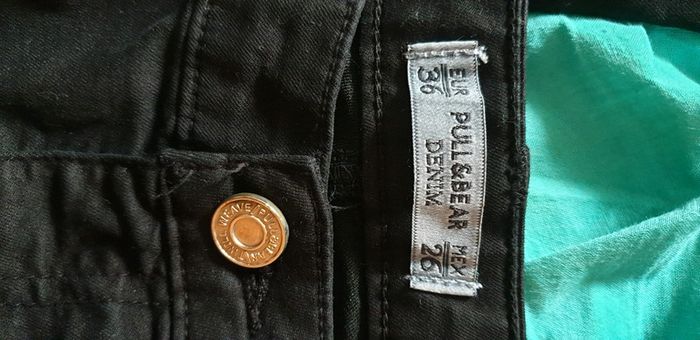 EUR
36
PULL&BEAR
DENIM
MEX
26